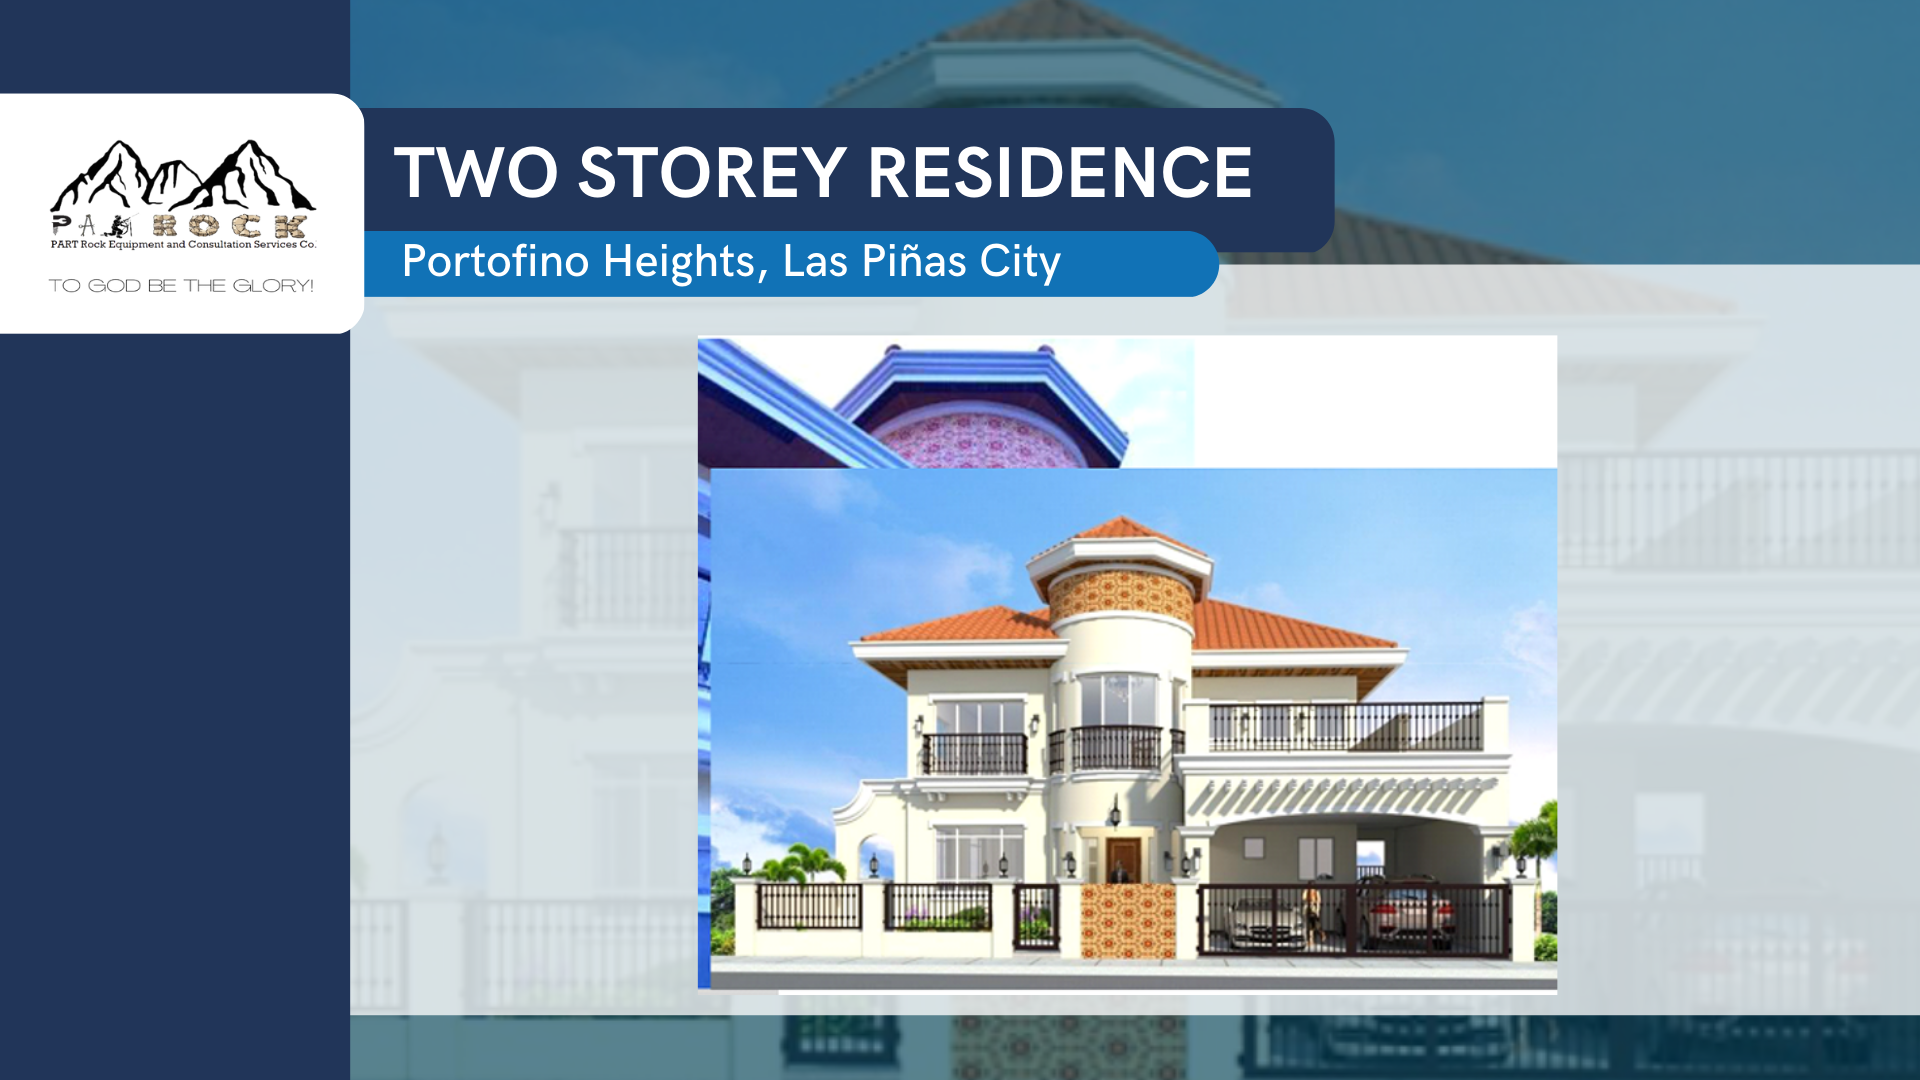 TWO STOREY RESIDENCE
Portofino Heights, Las Piñas City
PART ROCK
PART Rock Equipment and Consultation Services Co.
TO GOD BE THE GLORY!